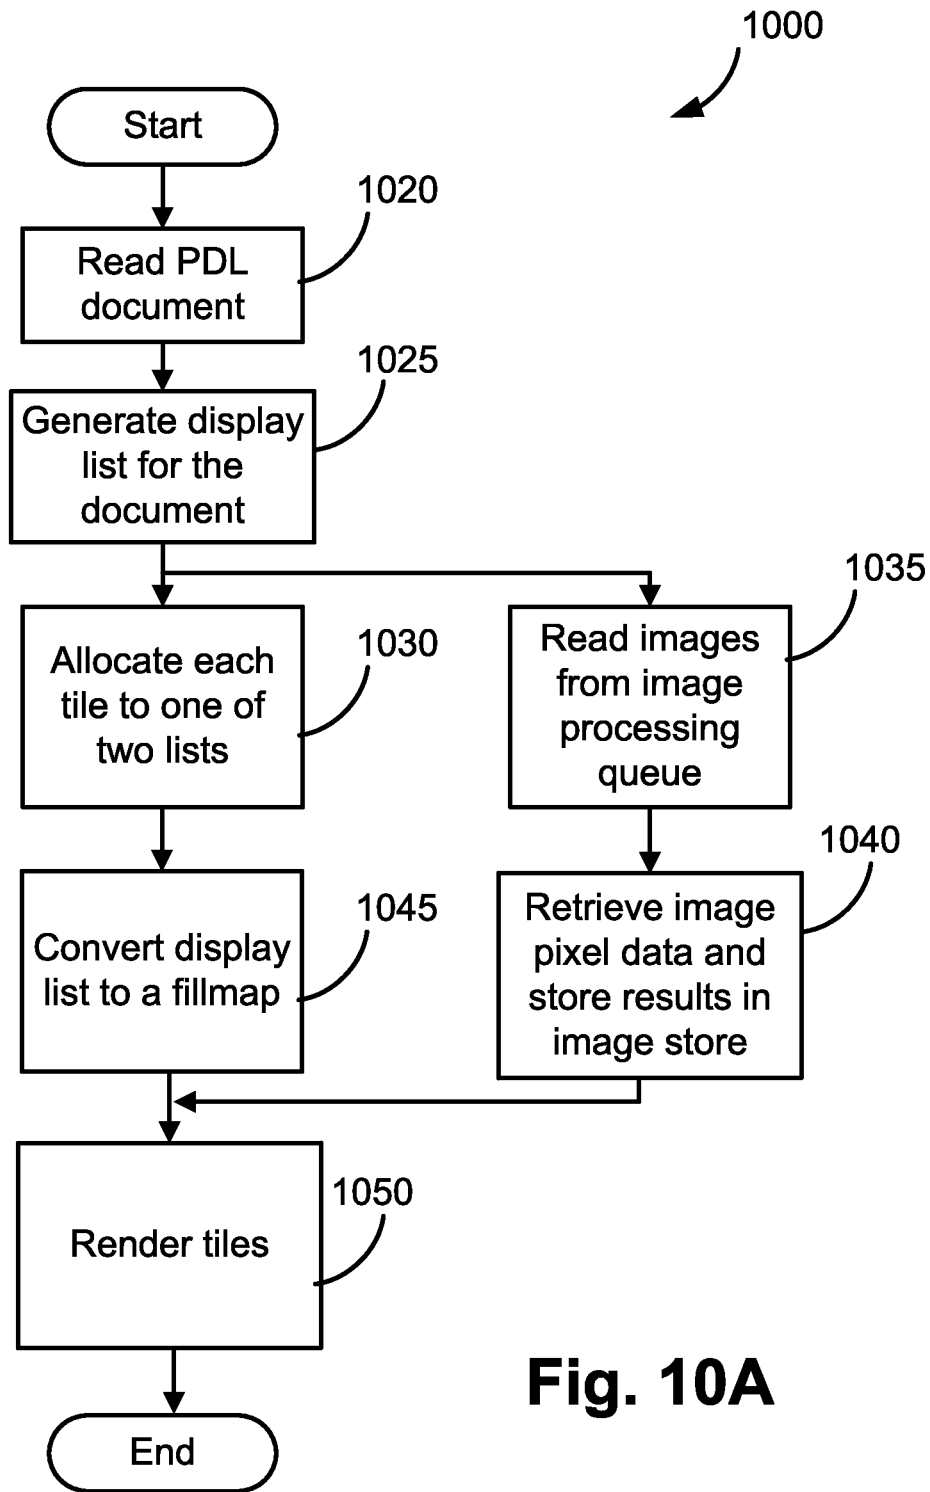 1000
Start
1020
Read PDL
document
1025
Generate display
list for the
document
1030
Allocate each
tile to one of
two lists
1035
Read images
from image
processing
queue
1045
Convert display
list to a fillmap
1040
Retrieve image
pixel data and
store results in
image store
1050
Render tiles
End
Fig. 10A